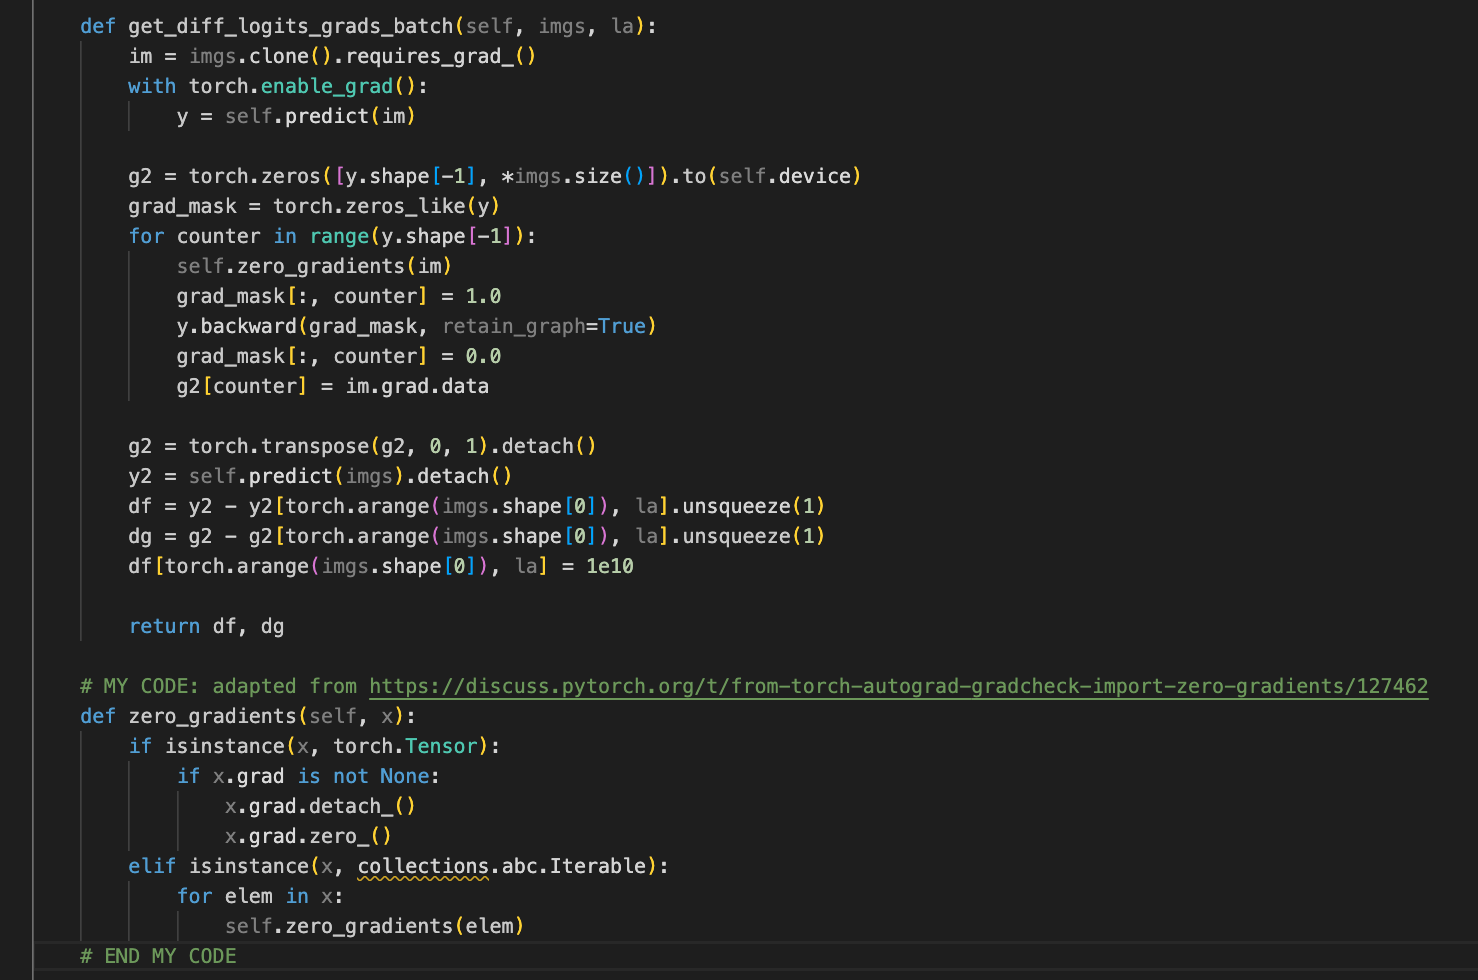 def get_diff_logits_grads_batch(self, imgs, la):
im = imgs.clone().requires_grad_()
with torch.enable_grad():
y = self.predict(im)
g2 = torch.zeros([y.shape[-1], *imgs.size()]).to(self.device)
grad_mask = torch.zeros_like(y)
for counter in range(y.shape[-1]):
self.zero_gradients(im)
grad_mask[:, counter] = 1.0
y.backward(grad_mask, retain_graph=True)
grad_mask[:, counter] = 0.0
g2[counter] = im.grad.data
g2 = torch.transpose(g2, 0, 1).detach()
y2 = self.predict(imgs).detach()
df = y2 - y2[torch.arange(imgs.shape[0]), la].unsqueeze(1)
dg = g2 - g2[torch.arange(imgs.shape[0]), la].unsqueeze(1)
df[torch.arange(imgs.shape[0]), la] = 1e10
return df, dg
# MY CODE: adapted from https://discuss.pytorch.org/t/from-torch-autograd-gradcheck-import-zero-gradients/127462
def zero_gradients(self, x):
if isinstance(x, torch.Tensor):
if x.grad is not None:
x.grad.detach_()
x.grad.zero_()
elif isinstance(x, collections.abc.Iterable):
for elem in x:
self.zero_gradients(elem)
# END MY CODE